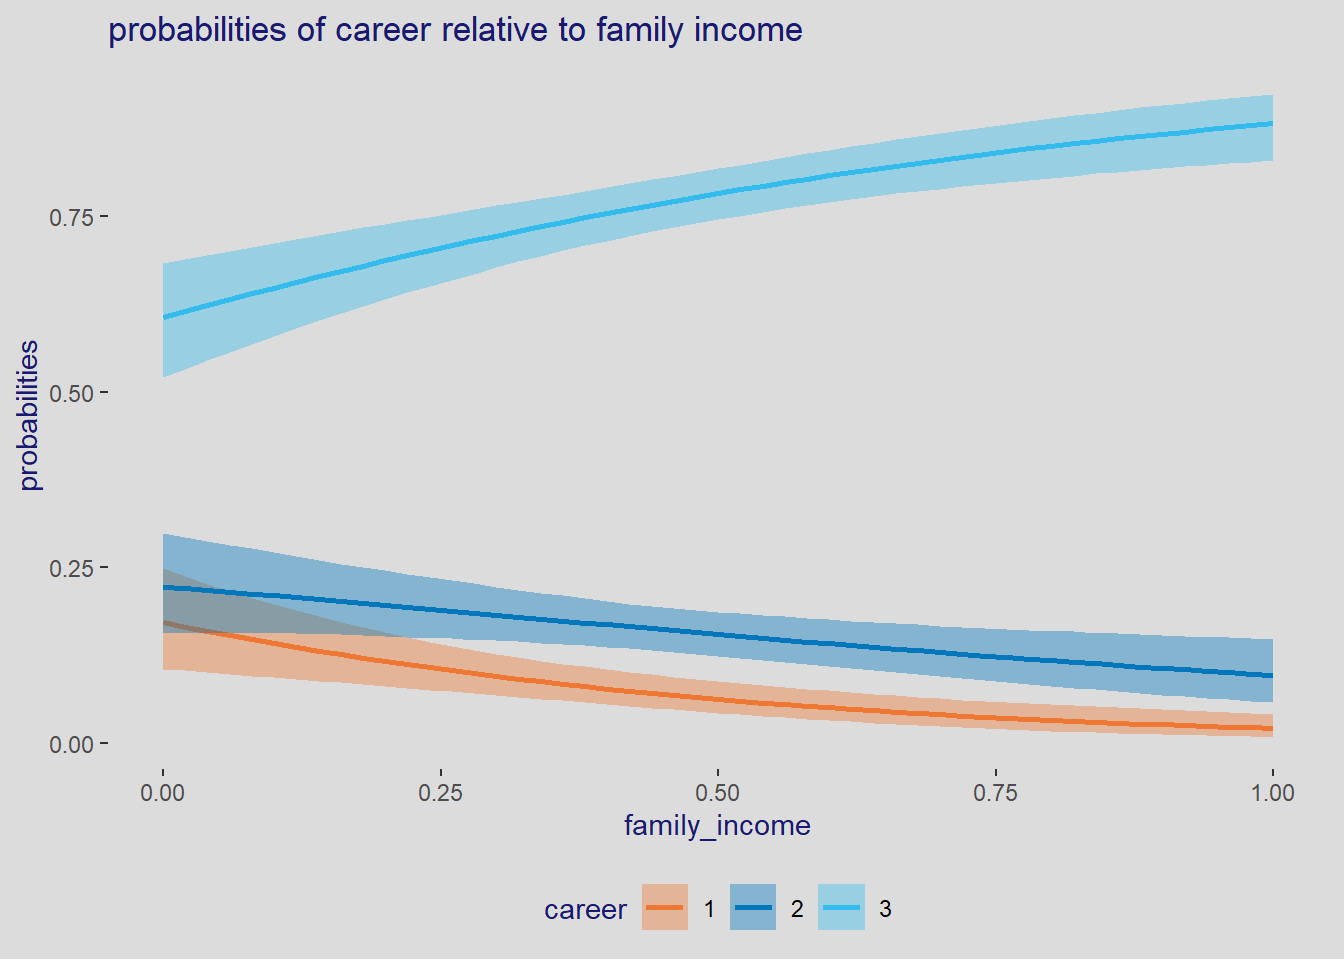 probabilities of career relative to family income
probabilities
0.75
0.50
0.25
0.00
0.00 0.25 0.50 0.75 1.00
family_income
career 1 2 3